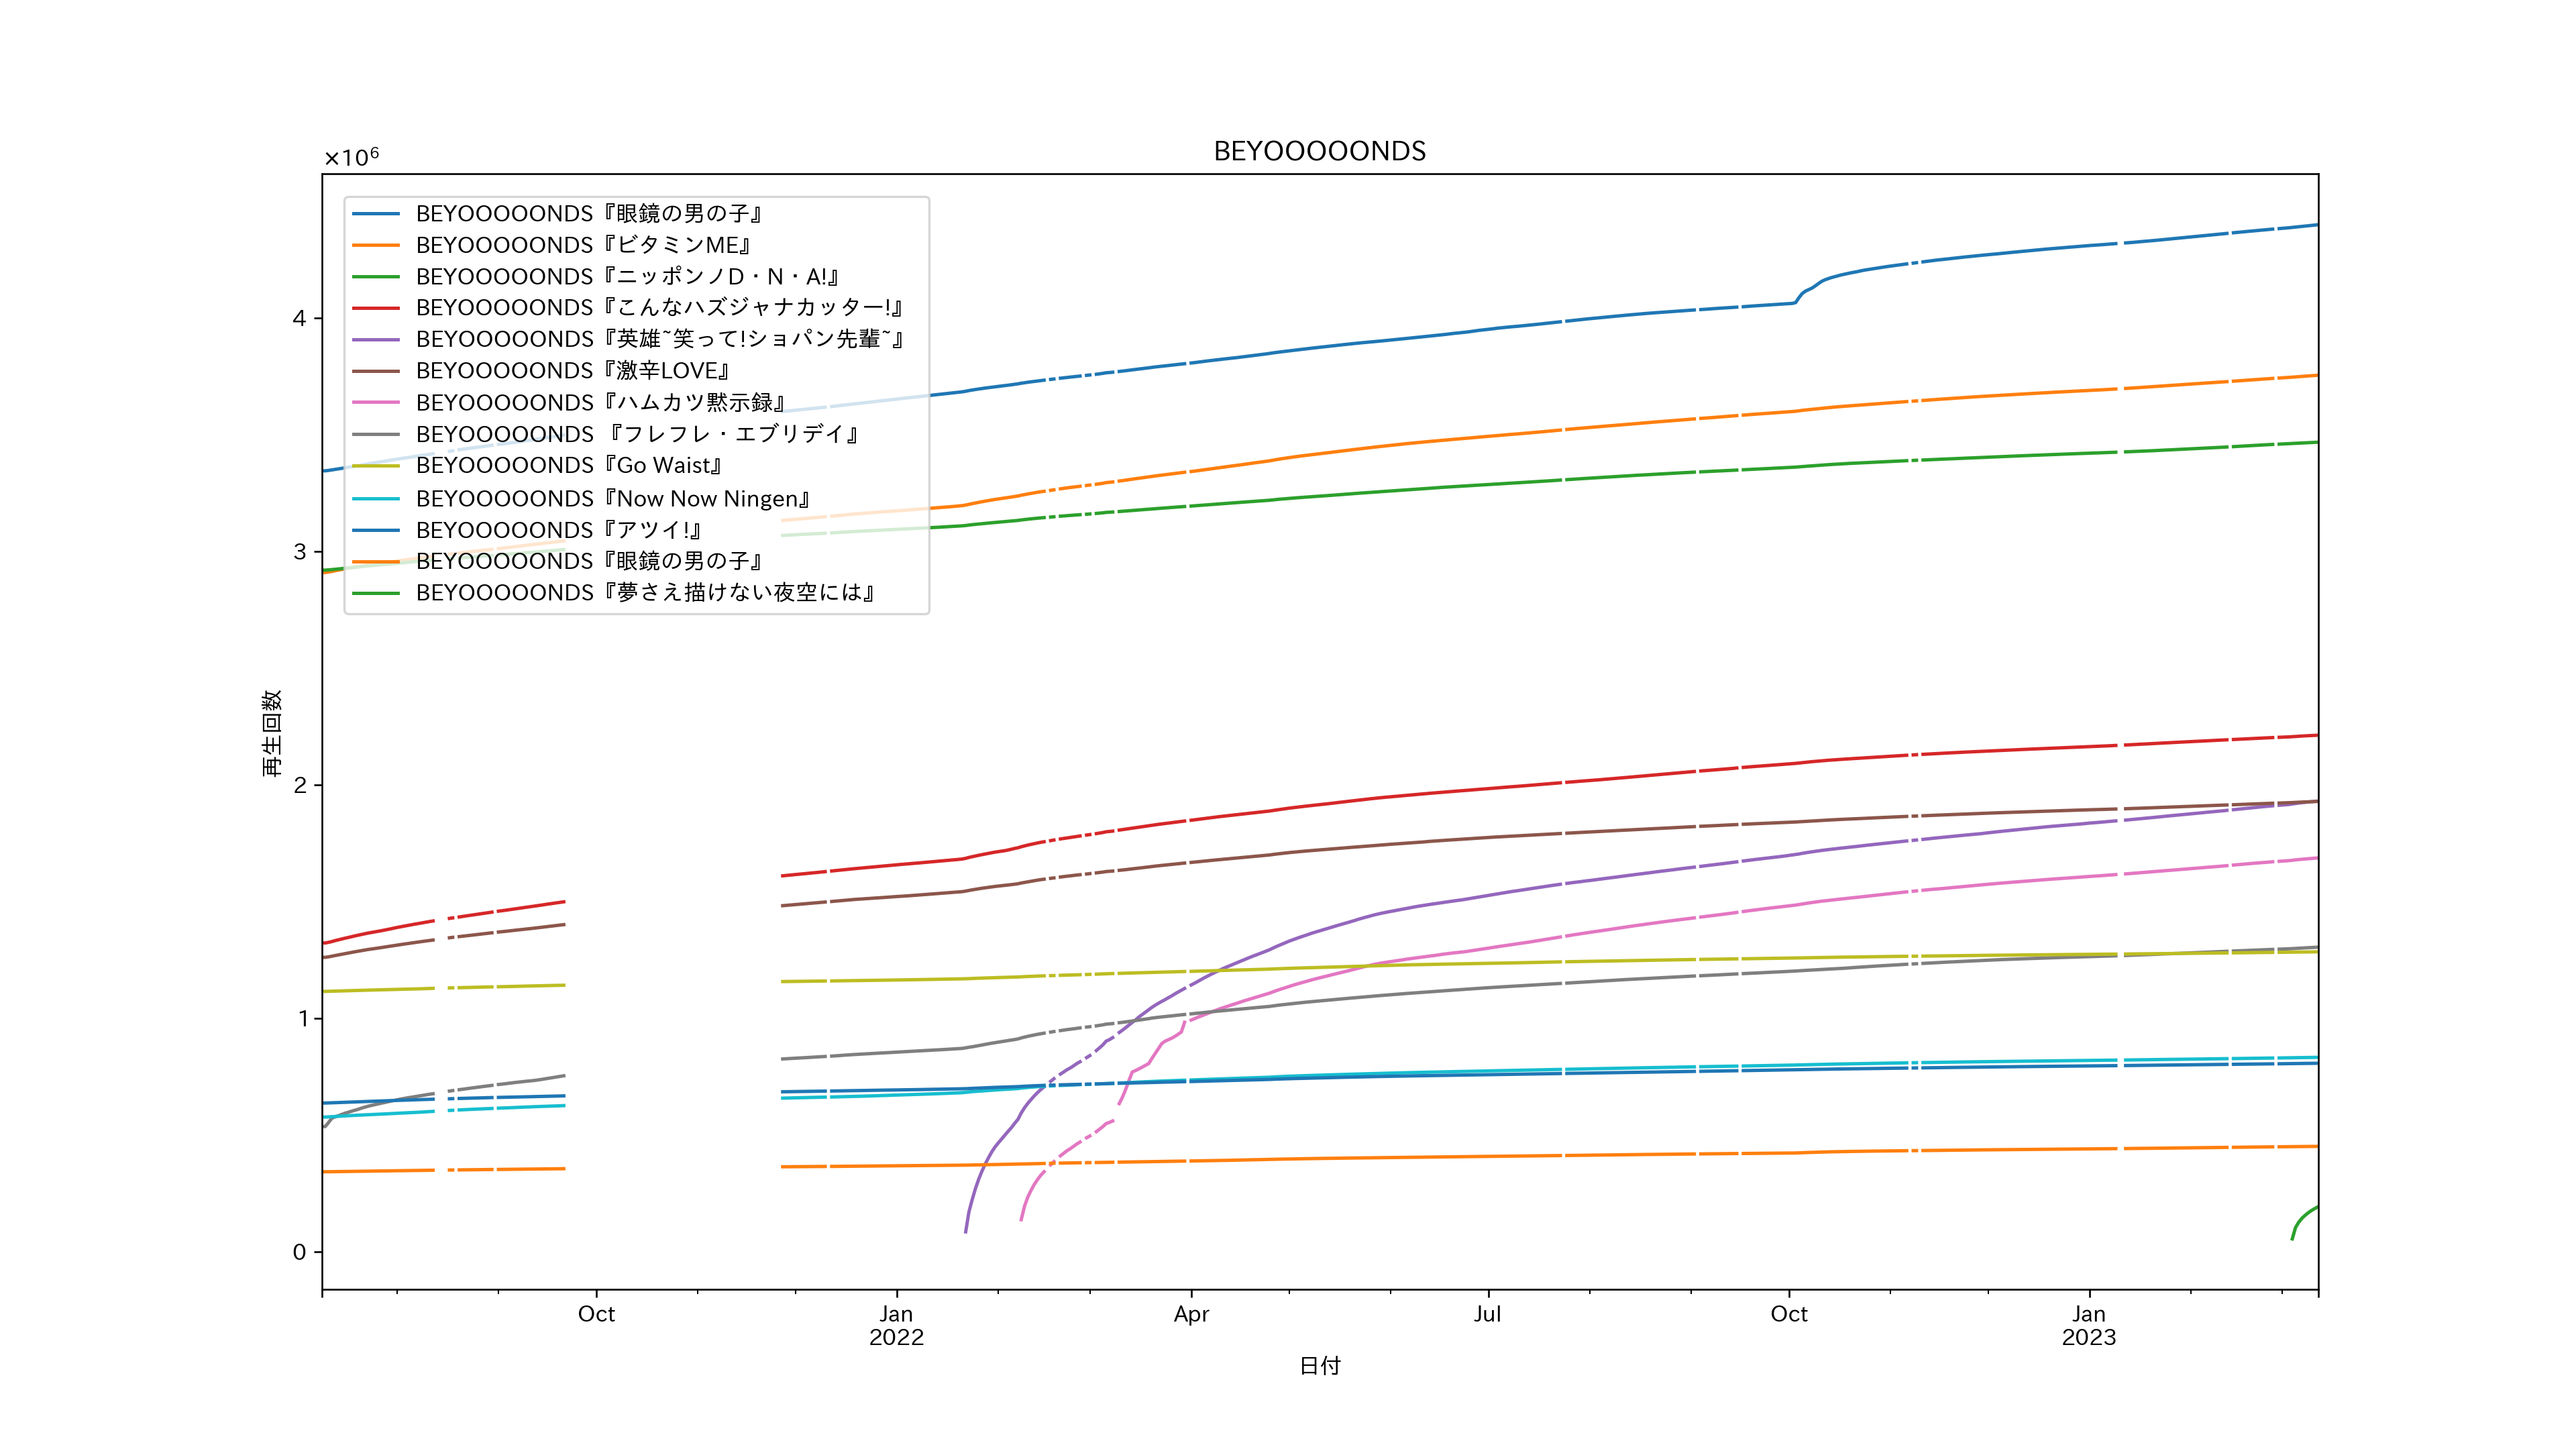 BEYOOOOONDS
×10⁶
BEYOOOOONDS『眼鏡の男の子』
BEYOOOOONDS『ビタミンME』
BEYOOOOONDS『ニッポンノD・N・A!』
BEYOOOOONDS『こんなハズジャナカッター!』
BEYOOOOONDS『英雄~笑って!ショパン先輩~』
BEYOOOOONDS『激辛LOVE』
BEYOOOOONDS『ハムカツ黙示録』
BEYOOOOONDS 『フレフレ・エブリデイ』
BEYOOOOONDS『Go Waist』
BEYOOOOONDS『Now Now Ningen』
BEYOOOOONDS『アツイ!』
BEYOOOOONDS『眼鏡の男の子』
BEYOOOOONDS『夢さえ描けない夜空には』
4
3
2
1
0
再生回数
Oct
Jan
2022
Apr
Jul
Oct
Jan
2023
日付